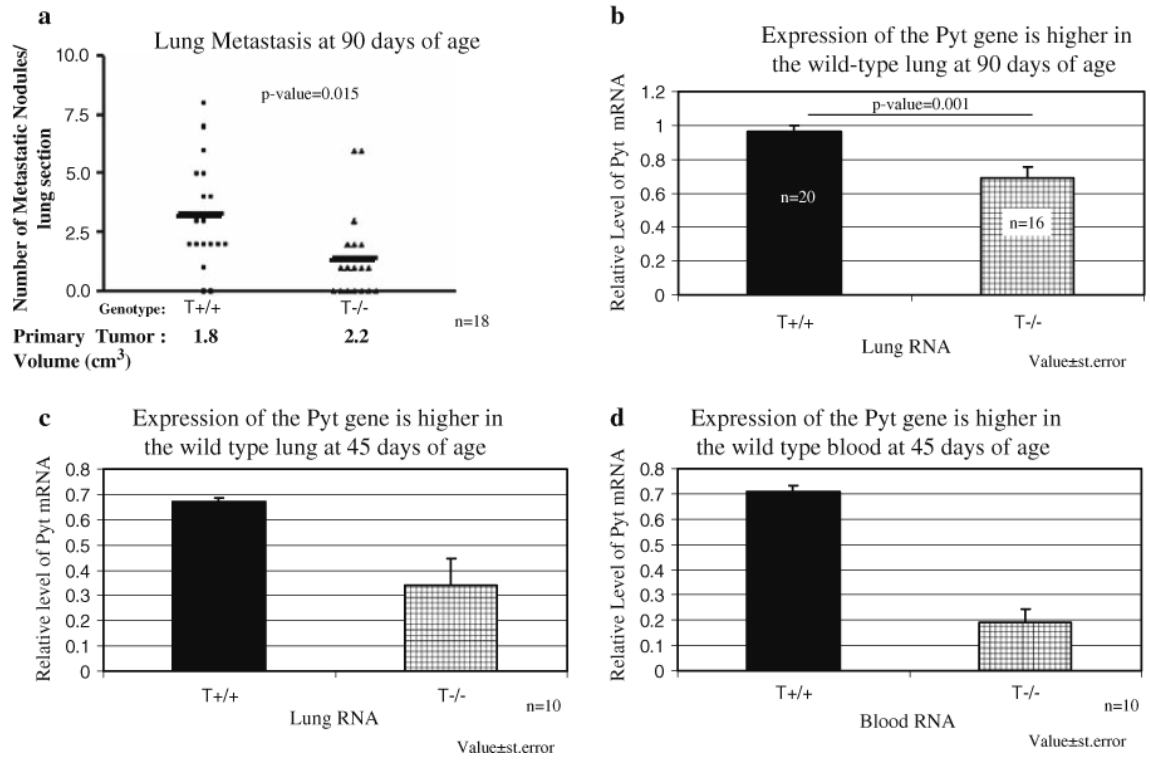 a
Lung Metastasis at 90 days of age
Number of Metastatic Nodules/
lung section
10.0
7.5
5.0
2.5
0.0
p-value=0.015
Genotype: T+/+ T-/-
n=18
Primary Tumor : 1.8 2.2
Volume (cm³)
b
Expression of the Pyt gene is higher in
the wild-type lung at 90 days of age
Relative Level of Pyt mRNA
1.2
1
0.8
0.6
0.4
0.2
0
p-value=0.001
n=20
n=16
T+/+ T-/-
Lung RNA
Value±st.error
c
Expression of the Pyt gene is higher in
the wild type lung at 45 days of age
Relative level of Pyt mRNA
0.8
0.7
0.6
0.5
0.4
0.3
0.2
0.1
0
T+/+ T-/-
n=10
Lung RNA
Value±st.error
d
Expression of the Pyt gene is higher in
the wild type blood at 45 days of age
Relative Level of Pyt mRNA
0.8
0.7
0.6
0.5
0.4
0.3
0.2
0.1
0
T+/+ T-/-
n=10
Blood RNA
Value±st.error